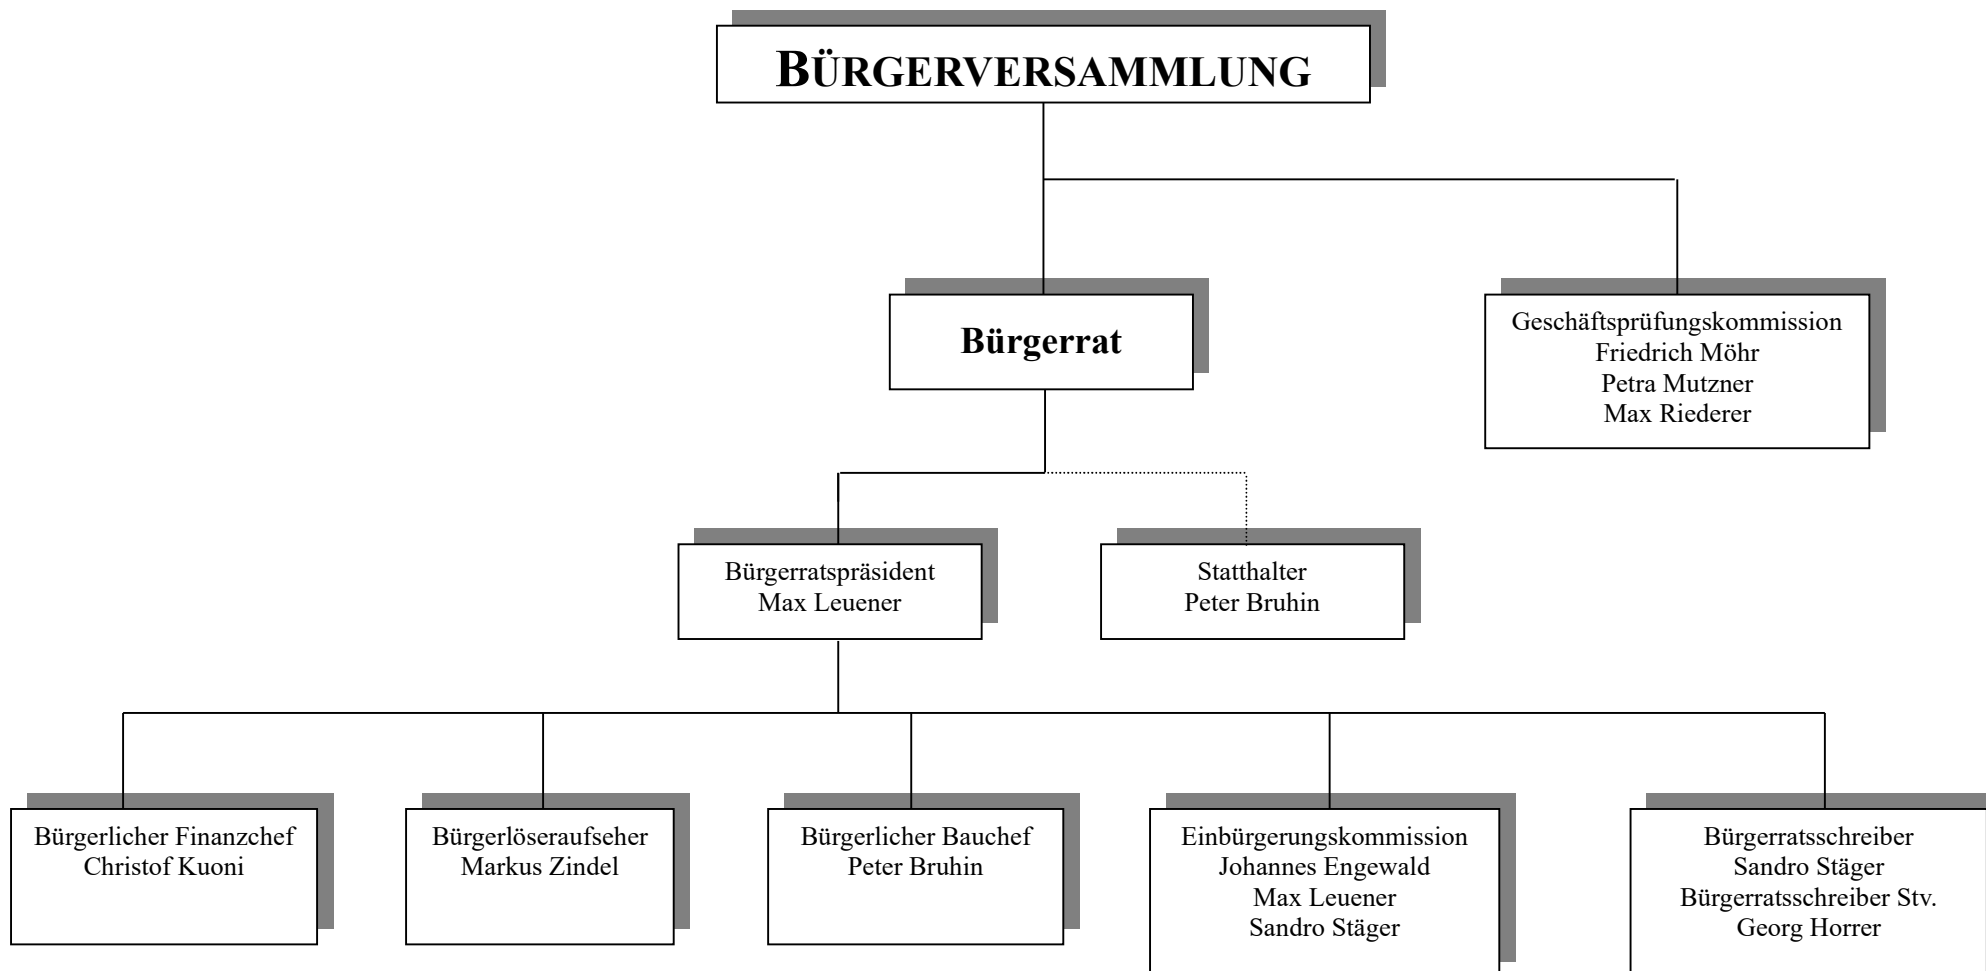 BÜRGERVERSAMMLUNG
Bürgerrat
Geschäftsprüfungskommission
Friedrich Möhr
Petra Mutzner
Max Riederer
Bürgerratspräsident
Max Leuener
Statthalter
Peter Bruhin
Bürgerlicher Finanzchef
Christof Kuoni
Bürgerlöseraufseher
Markus Zindel
Bürgerlicher Bauchef
Peter Bruhin
Einbürgerungskommission
Johannes Engewald
Max Leuener
Sandro Stäger
Bürgerratsschreiber
Sandro Stäger
Bürgerratsschreiber Stv.
Georg Horrer